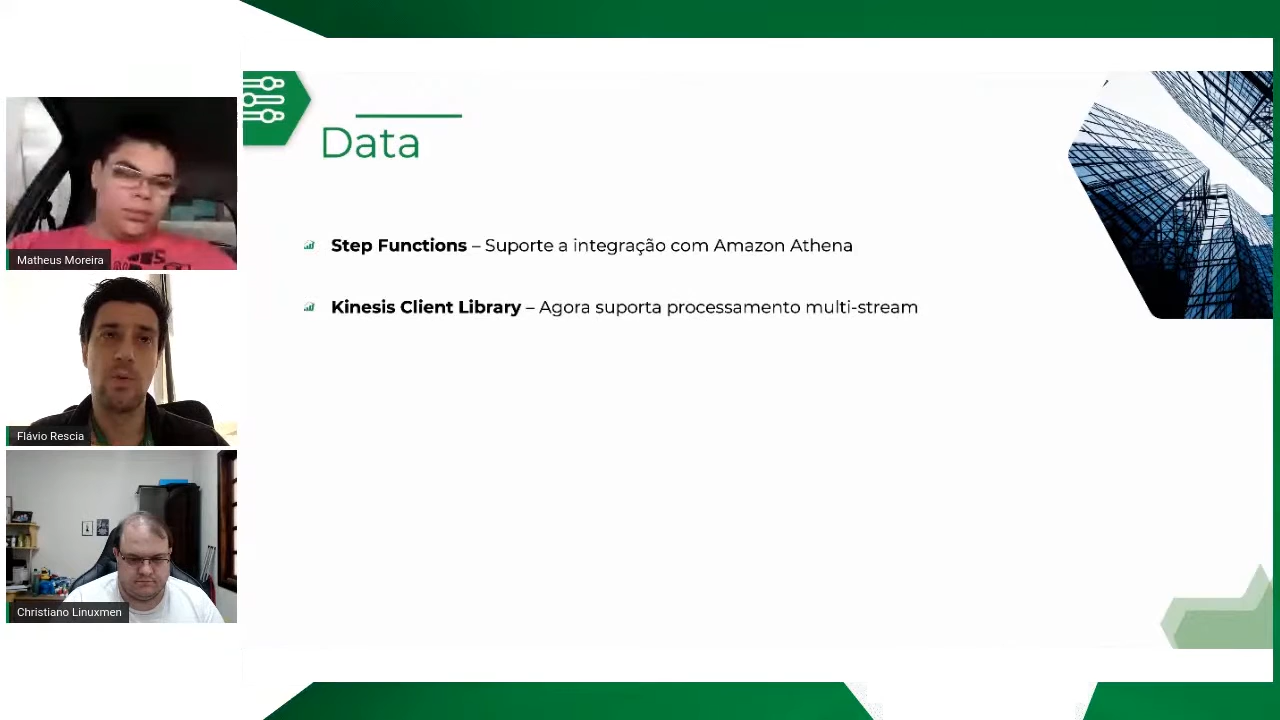 Data
Step Functions – Suporte a integração com Amazon Athena
Kinesis Client Library – Agora suporta processamento multi-stream
Matheus Moreira
Flávio Rescia
Christiano Linuxmen